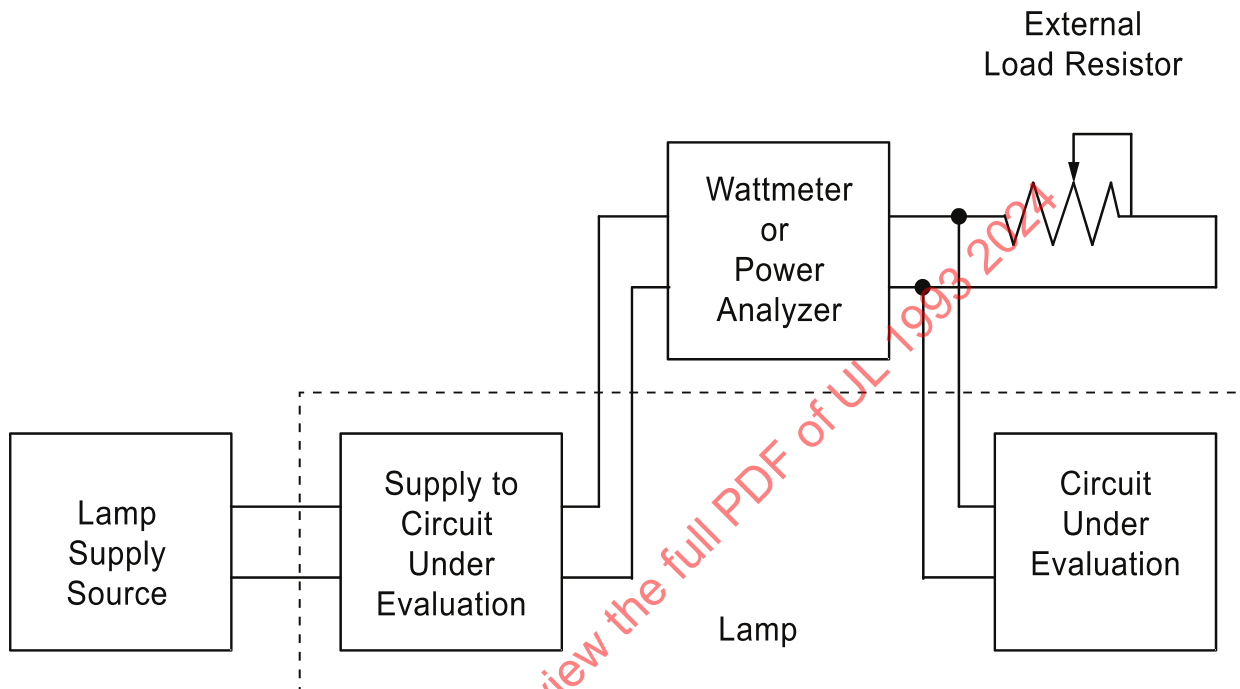 External
Load Resistor
Wattmeter
or
Power
Analyzer
Lamp
Supply
Source
Supply to
Circuit
Under
Evaluation
Circuit
Under
Evaluation
Lamp
view the full PDF of UL 1993 2024